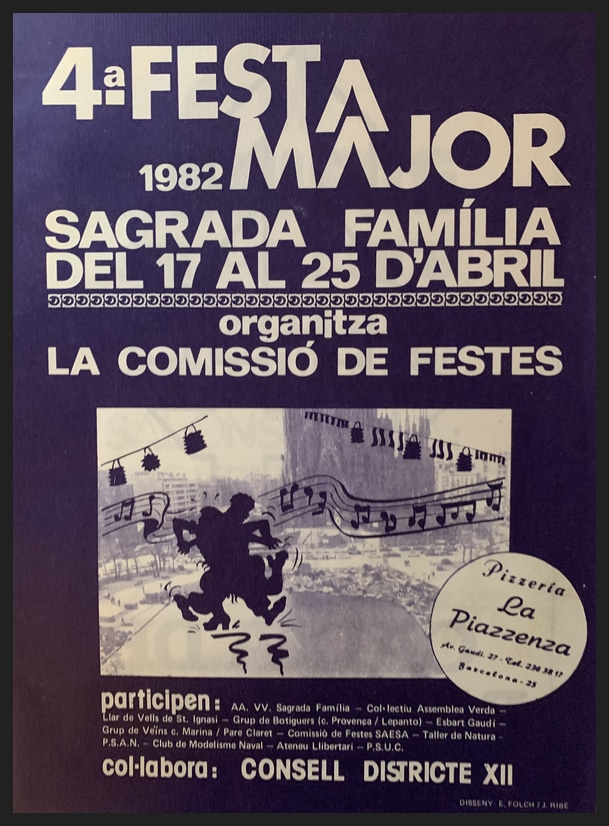 4ª FESTA
1982 MAJOR
SAGRADA FAMÍLIA
DEL 17 AL 25 D'ABRIL
organitza
LA COMISSIÓ DE FESTES
Pizzería
La
Piazzenza
Av. Gaudí. 27 - Tel. 236 38 17
Barcelona - 25
participen: AA. VV. Sagrada Família – Col·lectiu Assemblea Verda –
Llar de Vells de St. Ignasi – Grup de Botiguers (c. Provença / Lepanto) – Esbart Gaudí –
Grup de Veïns c. Marina / Pare Claret – Comissió de Festes SAESA – Taller de Natura -
P.S.A.N. – Club de Modelisme Naval – Ateneu Llibertari – P.S.U.C.
col·labora: CONSELL DISTRICTE XII
DISSENY: E. FOLCH / J. RIBÉ